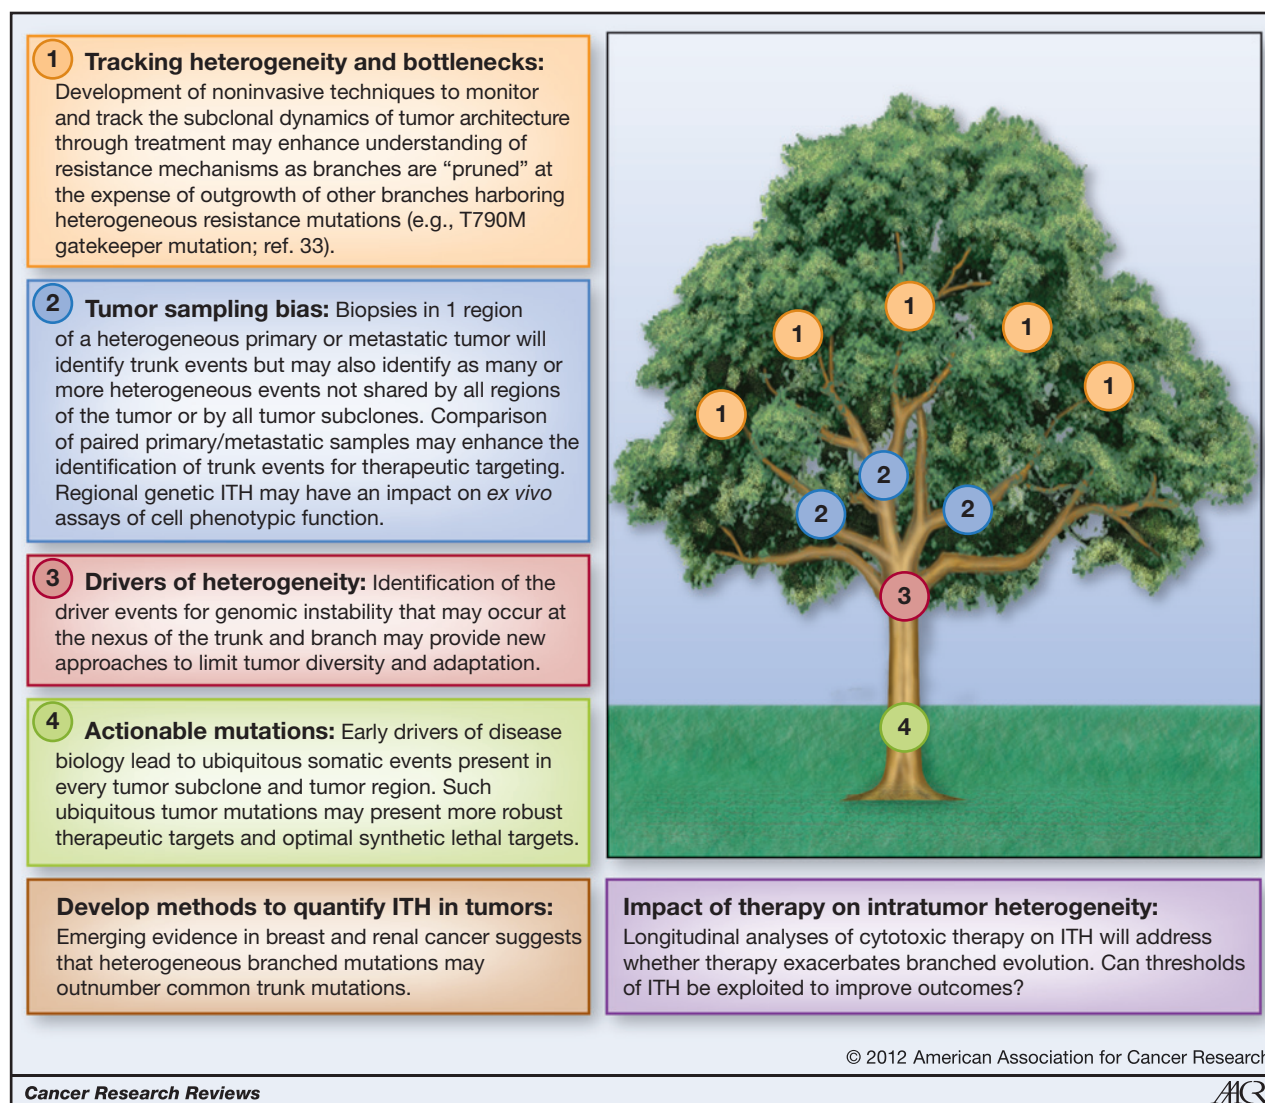 1 Tracking heterogeneity and bottlenecks:
Development of noninvasive techniques to monitor
and track the subclonal dynamics of tumor architecture
through treatment may enhance understanding of
resistance mechanisms as branches are “pruned” at
the expense of outgrowth of other branches harboring
heterogeneous resistance mutations (e.g., T790M
gatekeeper mutation; ref. 33).
2 Tumor sampling bias: Biopsies in 1 region
of a heterogeneous primary or metastatic tumor will
identify trunk events but may also identify as many or
more heterogeneous events not shared by all regions
of the tumor or by all tumor subclones. Comparison
of paired primary/metastatic samples may enhance the
identification of trunk events for therapeutic targeting.
Regional genetic ITH may have an impact on ex vivo
assays of cell phenotypic function.
3 Drivers of heterogeneity: Identification of the
driver events for genomic instability that may occur at
the nexus of the trunk and branch may provide new
approaches to limit tumor diversity and adaptation.
4 Actionable mutations: Early drivers of disease
biology lead to ubiquitous somatic events present in
every tumor subclone and tumor region. Such
ubiquitous tumor mutations may present more robust
therapeutic targets and optimal synthetic lethal targets.
1
1
1
1
1
2
2
2
3
4
Develop methods to quantify ITH in tumors:
Emerging evidence in breast and renal cancer suggests
that heterogeneous branched mutations may
outnumber common trunk mutations.
Impact of therapy on intratumor heterogeneity:
Longitudinal analyses of cytotoxic therapy on ITH will address
whether therapy exacerbates branched evolution. Can thresholds
of ITH be exploited to improve outcomes?
© 2012 American Association for Cancer Research
Cancer Research Reviews
AACR